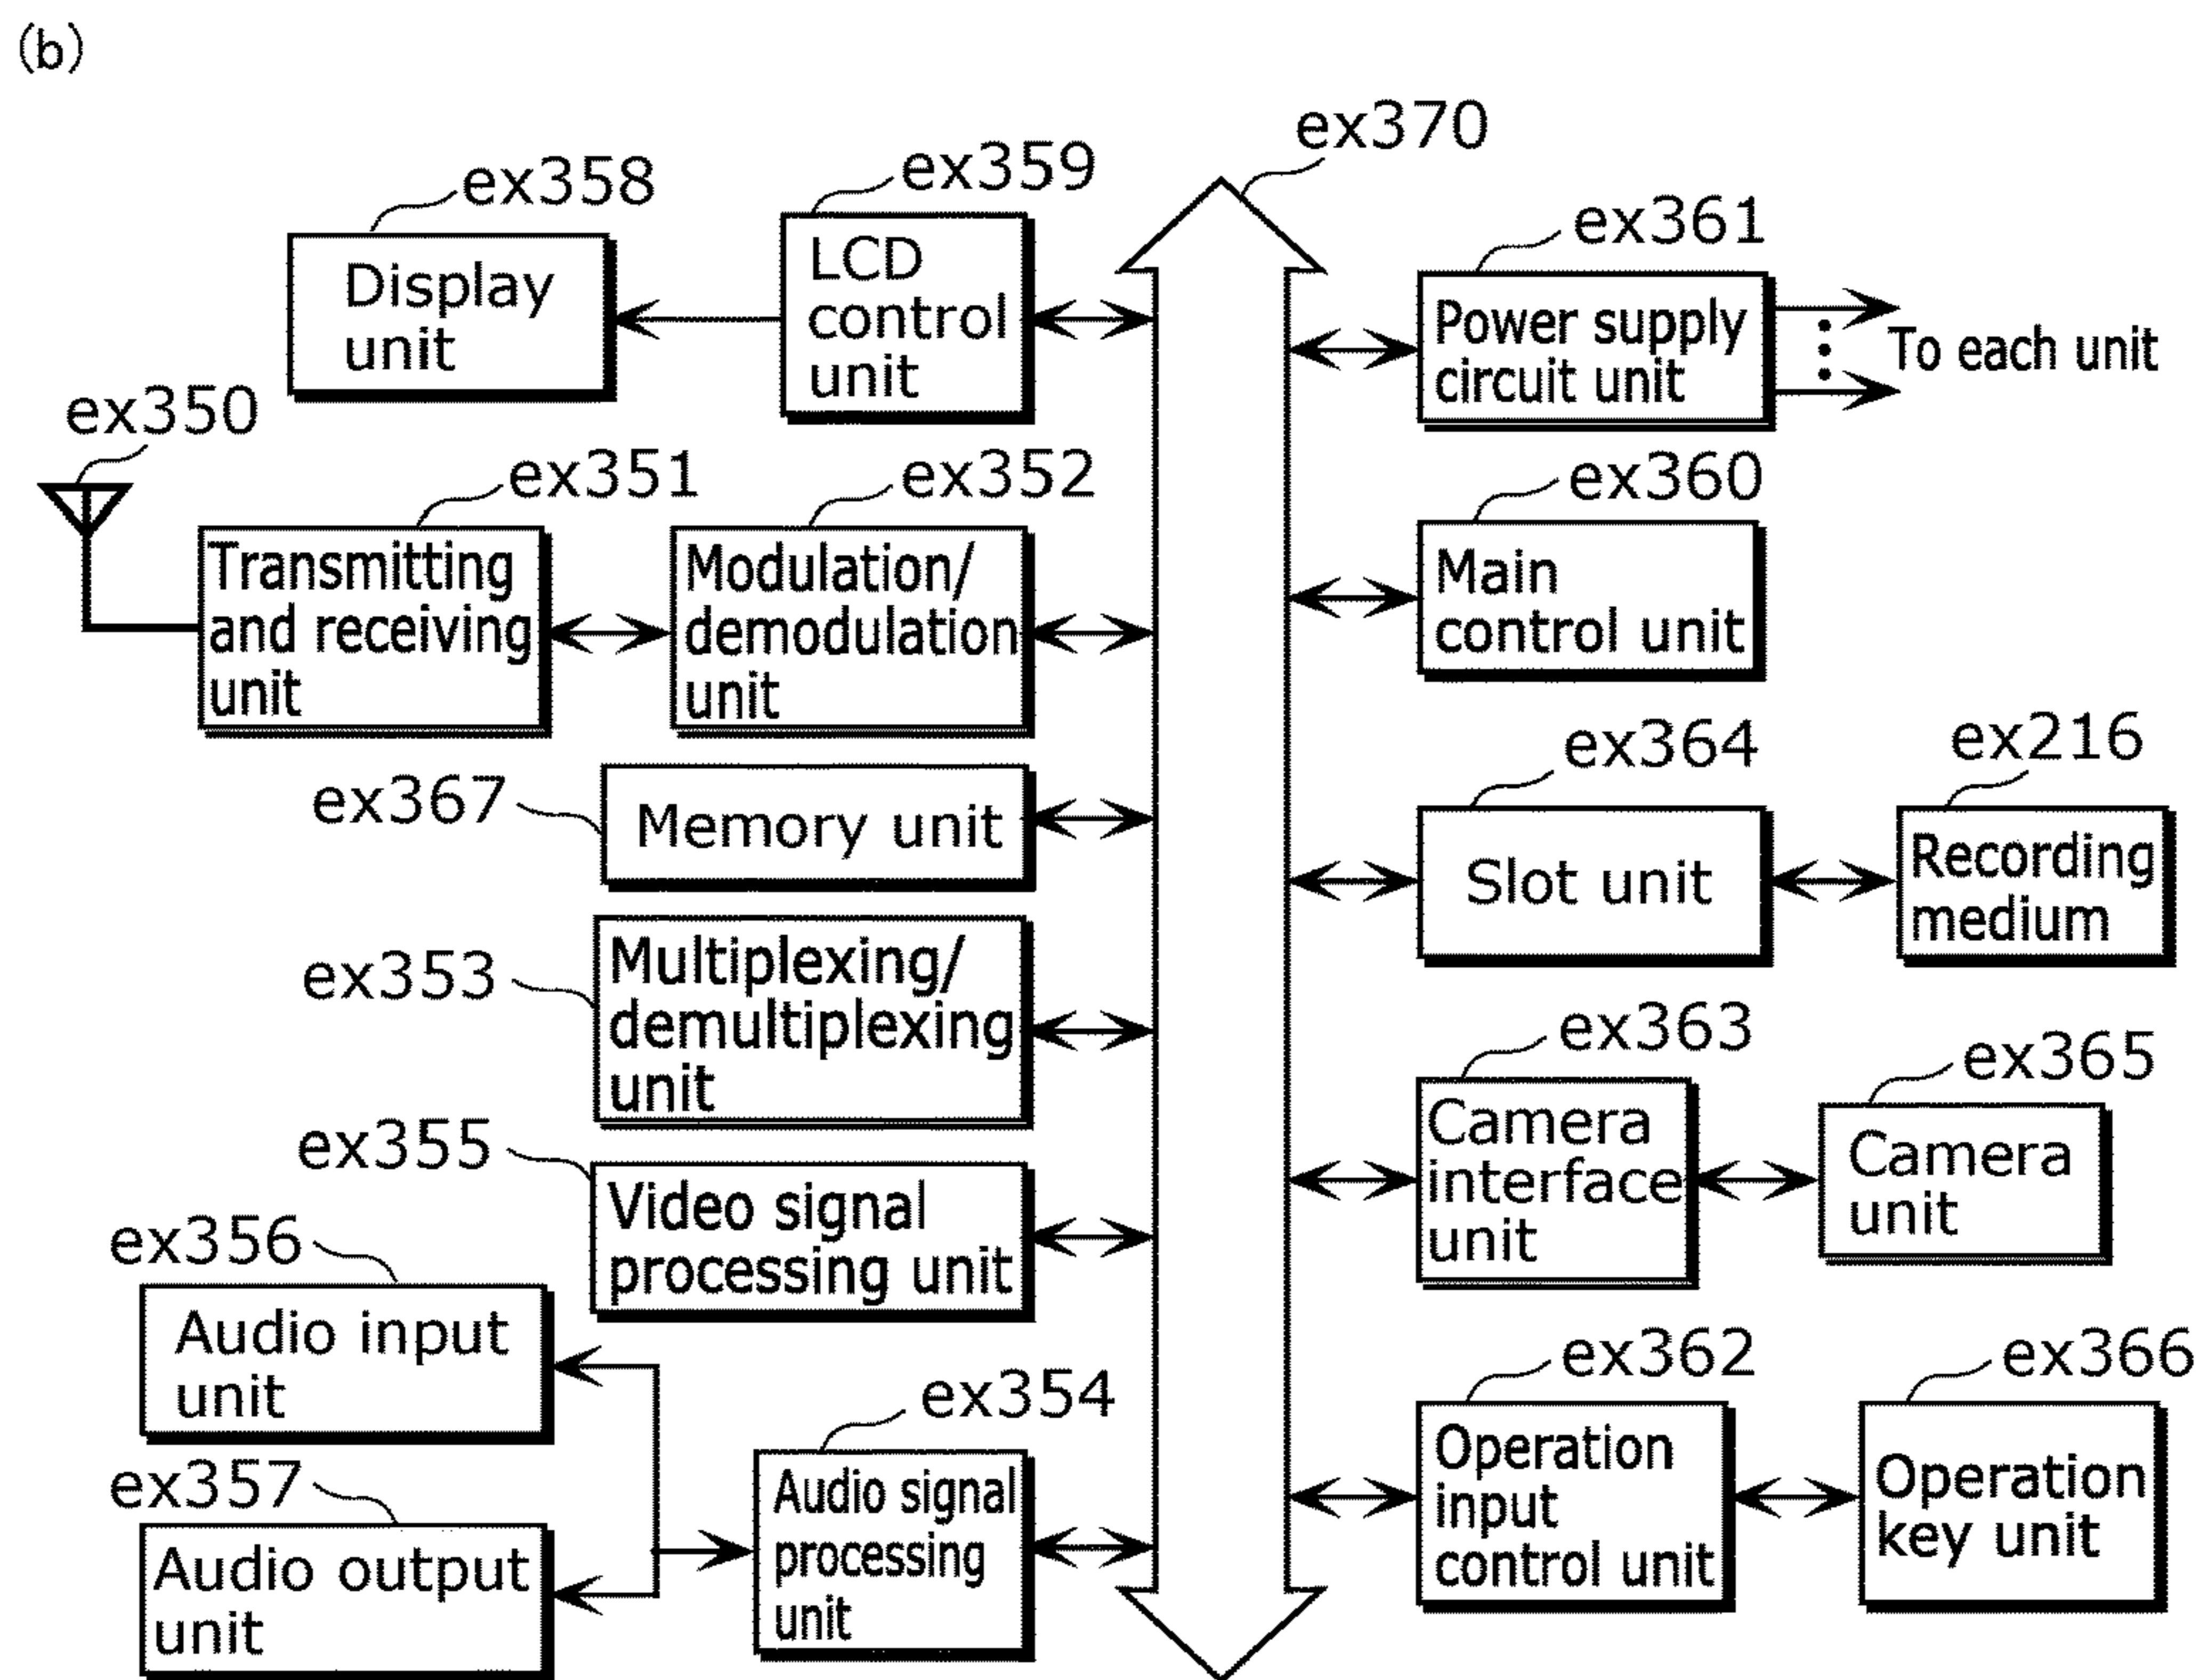 (b)
ex370
ex358
ex359
ex361
Display
unit
LCD
control
unit
Power supply
circuit unit
To each unit
ex350
ex351
ex352
ex360
Transmitting
and receiving
unit
Modulation/
demodulation
unit
Main
control unit
ex367
Memory unit
ex364
ex216
Slot unit
Recording
medium
ex353
Multiplexing/
demultiplexing
unit
ex363
ex365
Camera
interface
unit
Camera
unit
ex355
Video signal
processing unit
ex356
Audio input
unit
ex354
ex362
ex366
Audio signal
processing
unit
Operation
input
control unit
Operation
key unit
ex357
Audio output
unit